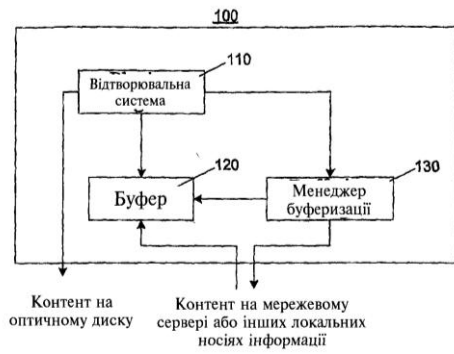 100
110
Відтворювальна
система
120
Буфер
130
Менеджер
буферизації
Контент на
оптичному диску
Контент на мережевому
сервері або інших локальних
носіях інформації